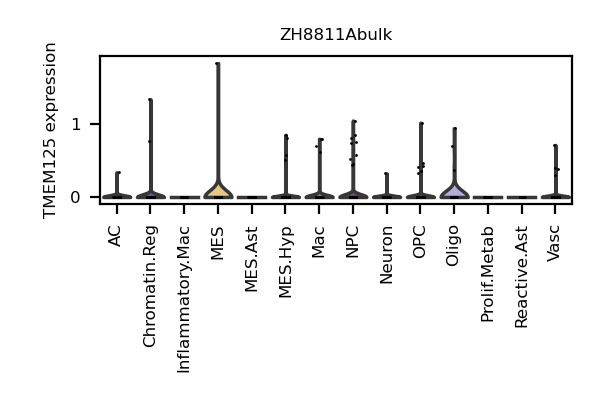 ZH8811Abulk
TMEM125 expression
1
0
AC
Chromatin.Reg
Inflammatory.Mac
MES
MES.Ast
MES.Hyp
Mac
NPC
Neuron
OPC
Oligo
Prolif.Metab
Reactive.Ast
Vasc